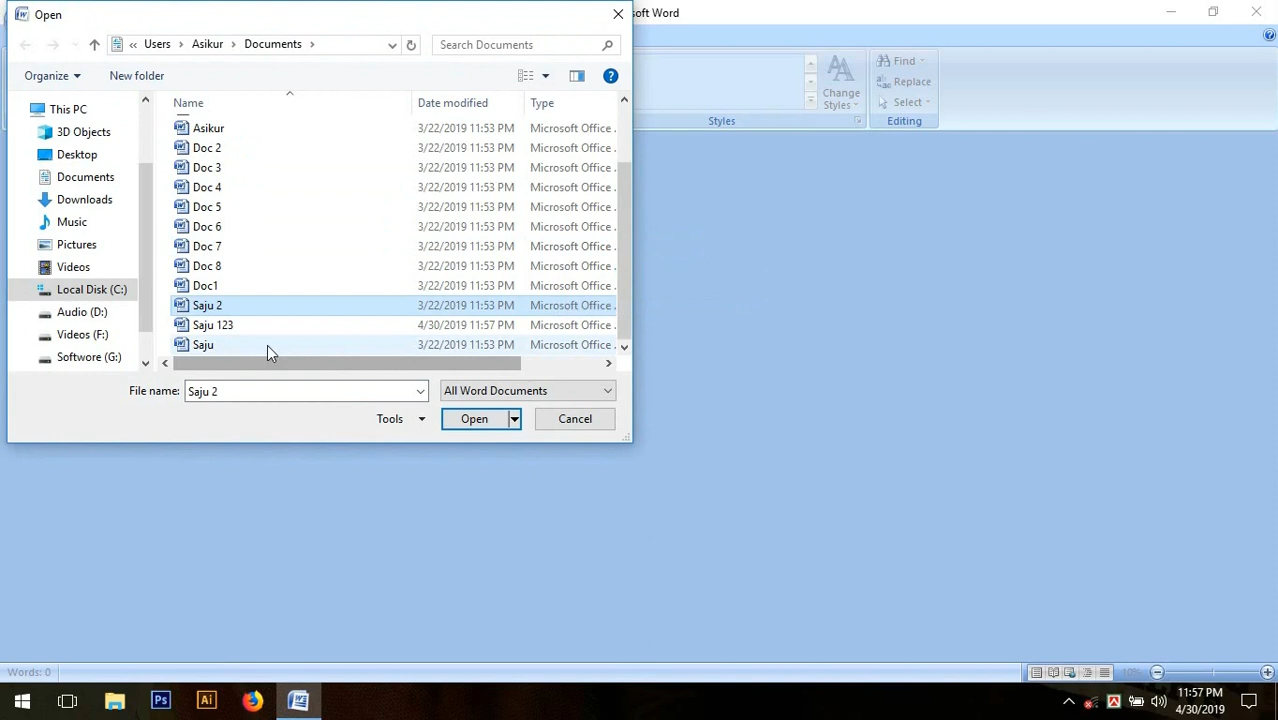 Open
soft Word
Users
Asikur
Documents
Search Documents
Organize
New folder
Name
Date modified
Type
This PC
3D Objects
Desktop
Documents
Downloads
Music
Pictures
Videos
Local Disk (C:)
Audio (D:)
Videos (F:)
Softwore (G:)
Asikur 3/22/2019 11:53 PM Microsoft Office .
Doc 2 3/22/2019 11:53 PM Microsoft Office .
Doc 3 3/22/2019 11:53 PM Microsoft Office .
Doc 4 3/22/2019 11:53 PM Microsoft Office .
Doc 5 3/22/2019 11:53 PM Microsoft Office .
Doc 6 3/22/2019 11:53 PM Microsoft Office .
Doc 7 3/22/2019 11:53 PM Microsoft Office .
Doc 8 3/22/2019 11:53 PM Microsoft Office .
Doc1 3/22/2019 11:53 PM Microsoft Office .
Saju 2 3/22/2019 11:53 PM Microsoft Office .
Saju 123 4/30/2019 11:57 PM Microsoft Office .
Saju 3/22/2019 11:53 PM Microsoft Office .
File name: Saju 2
All Word Documents
Tools
Open
Cancel
Change
Styles
Styles
Find
Replace
Select
Editing
Words: 0
10%
Ps
Ai
11:57 PM
4/30/2019